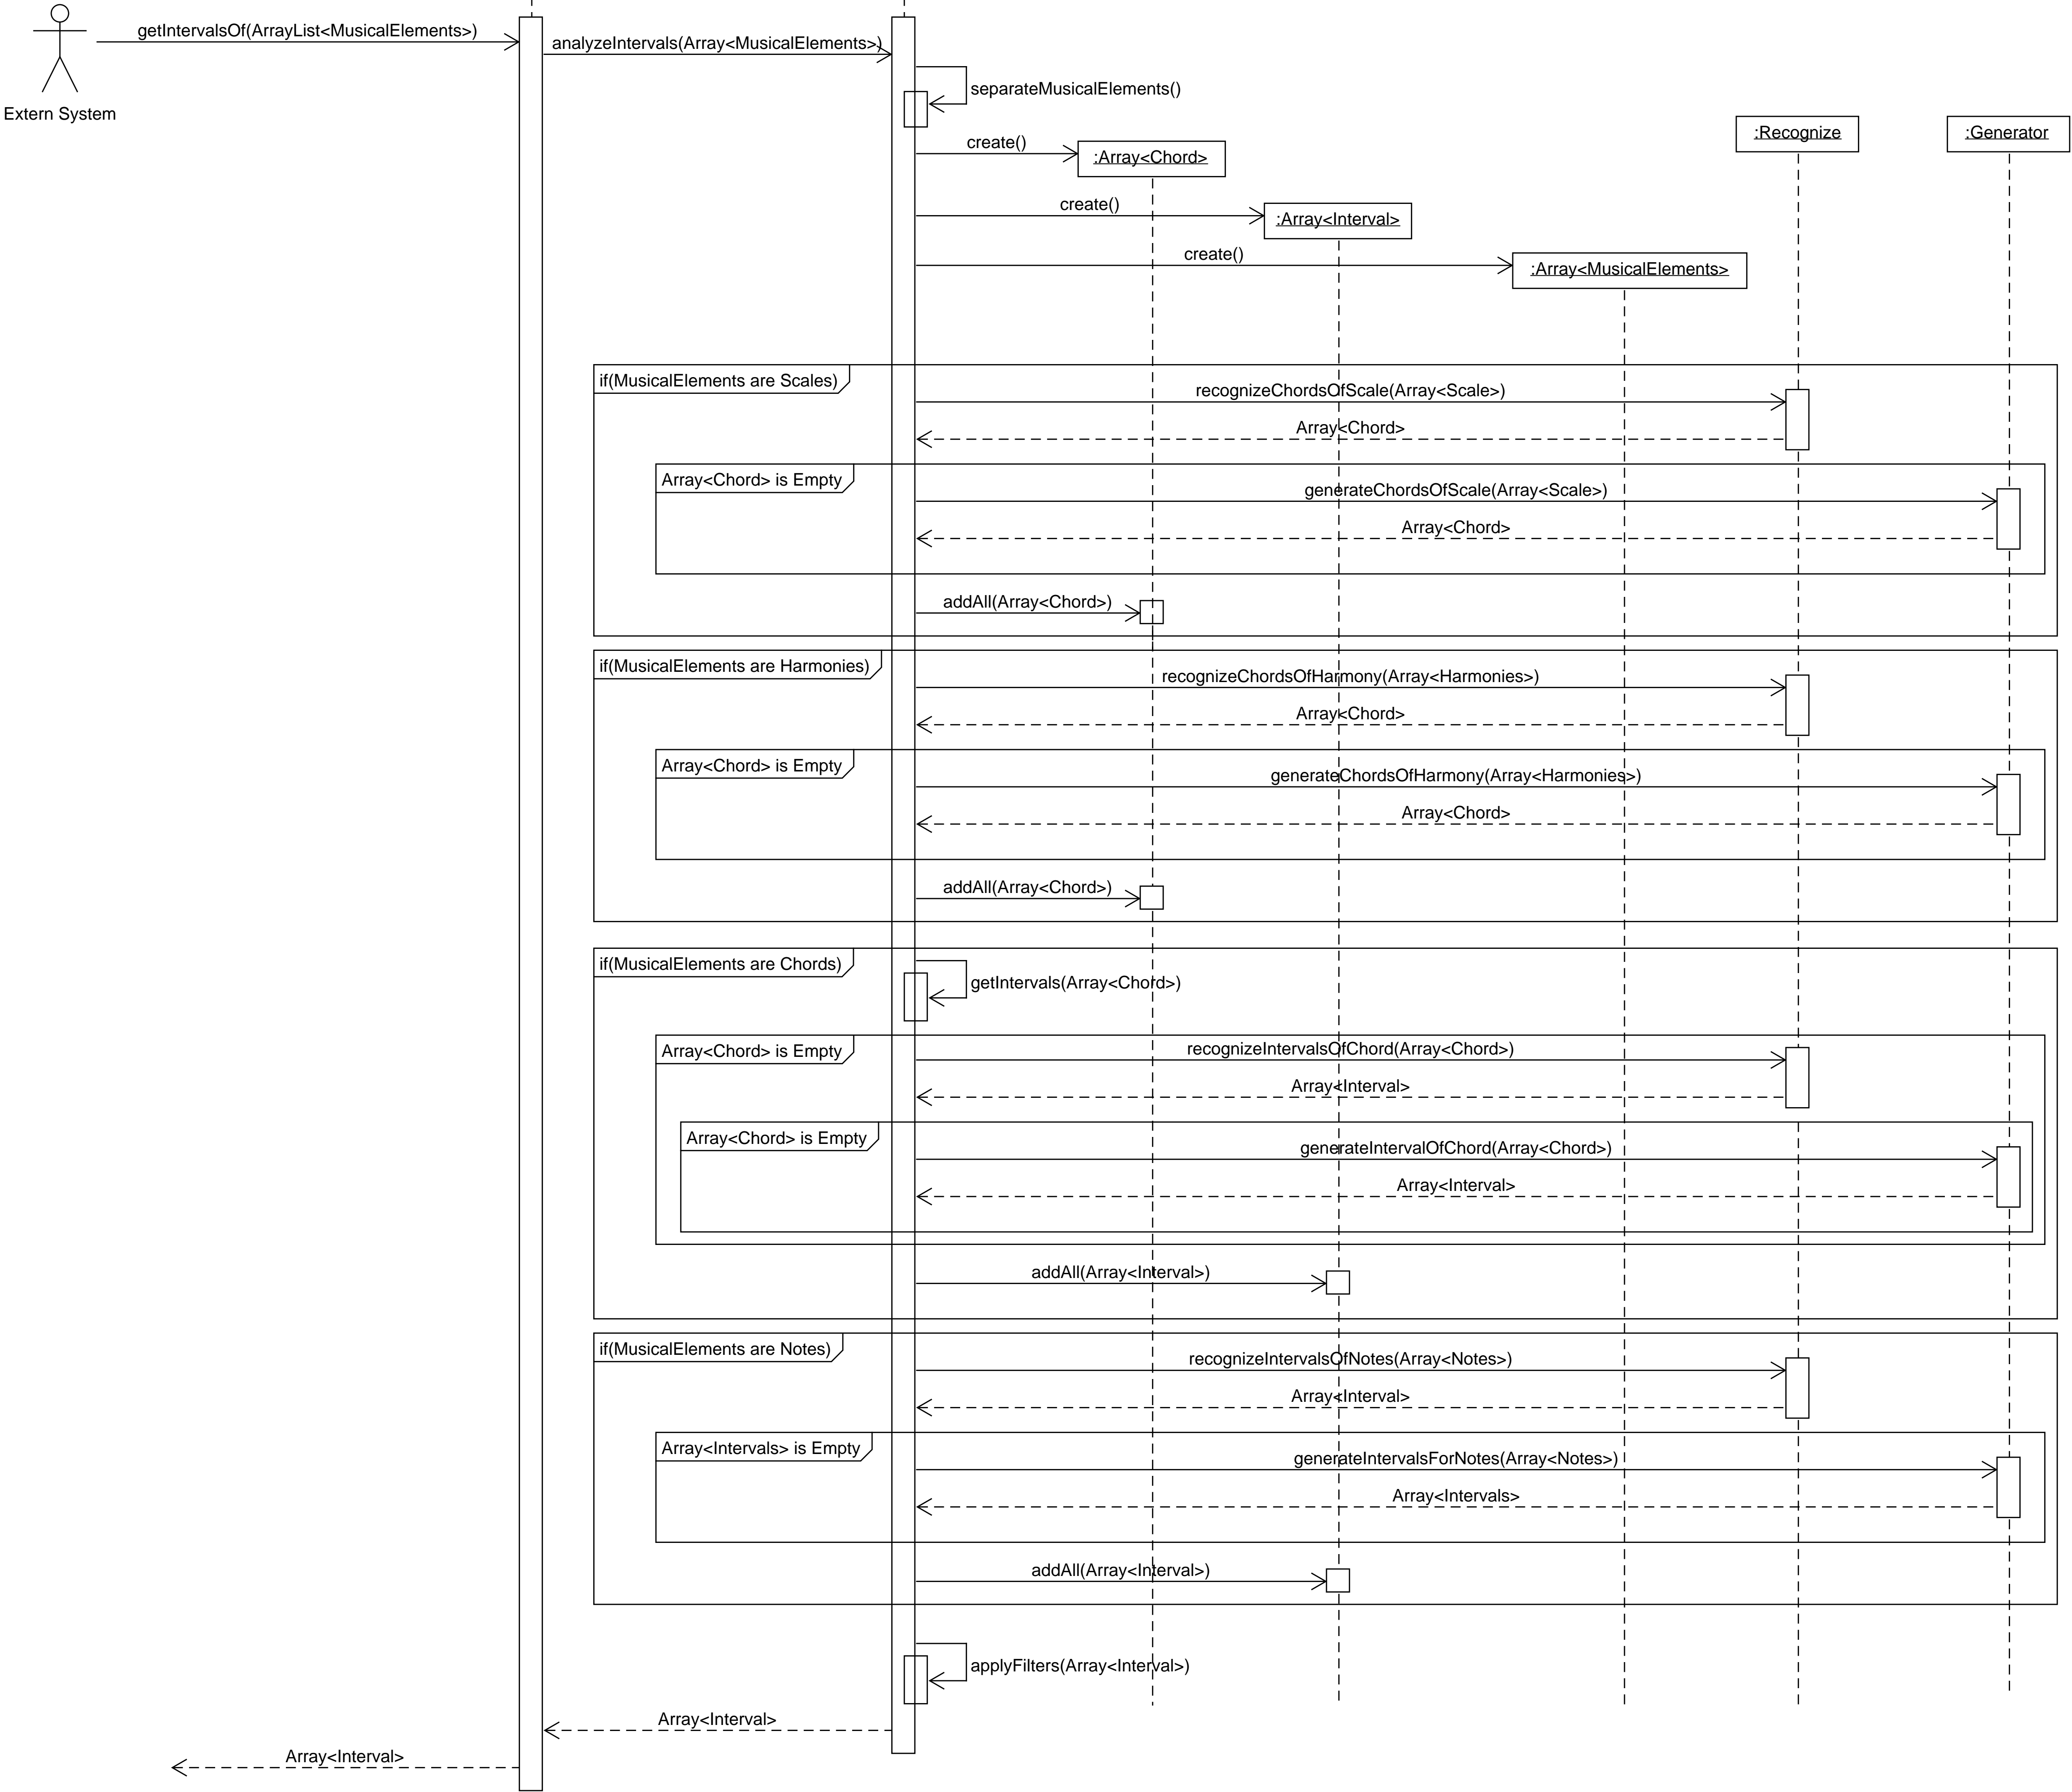 getIntervalsOf(ArrayList<MusicalElements>)
analyzeIntervals(Array<MusicalElements>)
separateMusicalElements()
Extern System
:Recognize
:Generator
create()
:Array<Chord>
create()
:Array<Interval>
create()
:Array<MusicalElements>
if(MusicalElements are Scales)
recognizeChordsOfScale(Array<Scale>)
Array<Chord>
Array<Chord> is Empty
generateChordsOfScale(Array<Scale>)
Array<Chord>
addAll(Array<Chord>)
if(MusicalElements are Harmonies)
recognizeChordsOfHarmony(Array<Harmonies>)
Array<Chord>
Array<Chord> is Empty
generateChordsOfHarmony(Array<Harmonies>)
Array<Chord>
addAll(Array<Chord>)
if(MusicalElements are Chords)
getIntervals(Array<Chord>)
Array<Chord> is Empty
recognizeIntervalsOfChord(Array<Chord>)
Array<Interval>
Array<Chord> is Empty
generateIntervalOfChord(Array<Chord>)
Array<Interval>
addAll(Array<Interval>)
if(MusicalElements are Notes)
recognizeIntervalsOfNotes(Array<Notes>)
Array<Interval>
Array<Intervals> is Empty
generateIntervalsForNotes(Array<Notes>)
Array<Intervals>
addAll(Array<Interval>)
applyFilters(Array<Interval>)
Array<Interval>
Array<Interval>